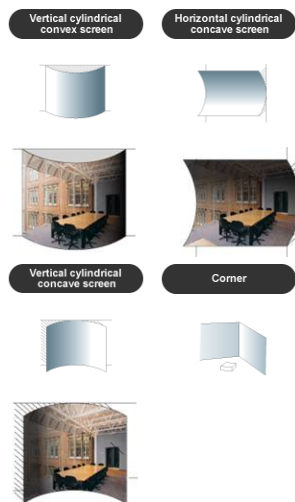 Vertical cylindrical
convex screen
Horizontal cylindrical
concave screen
Vertical cylindrical
concave screen
Corner